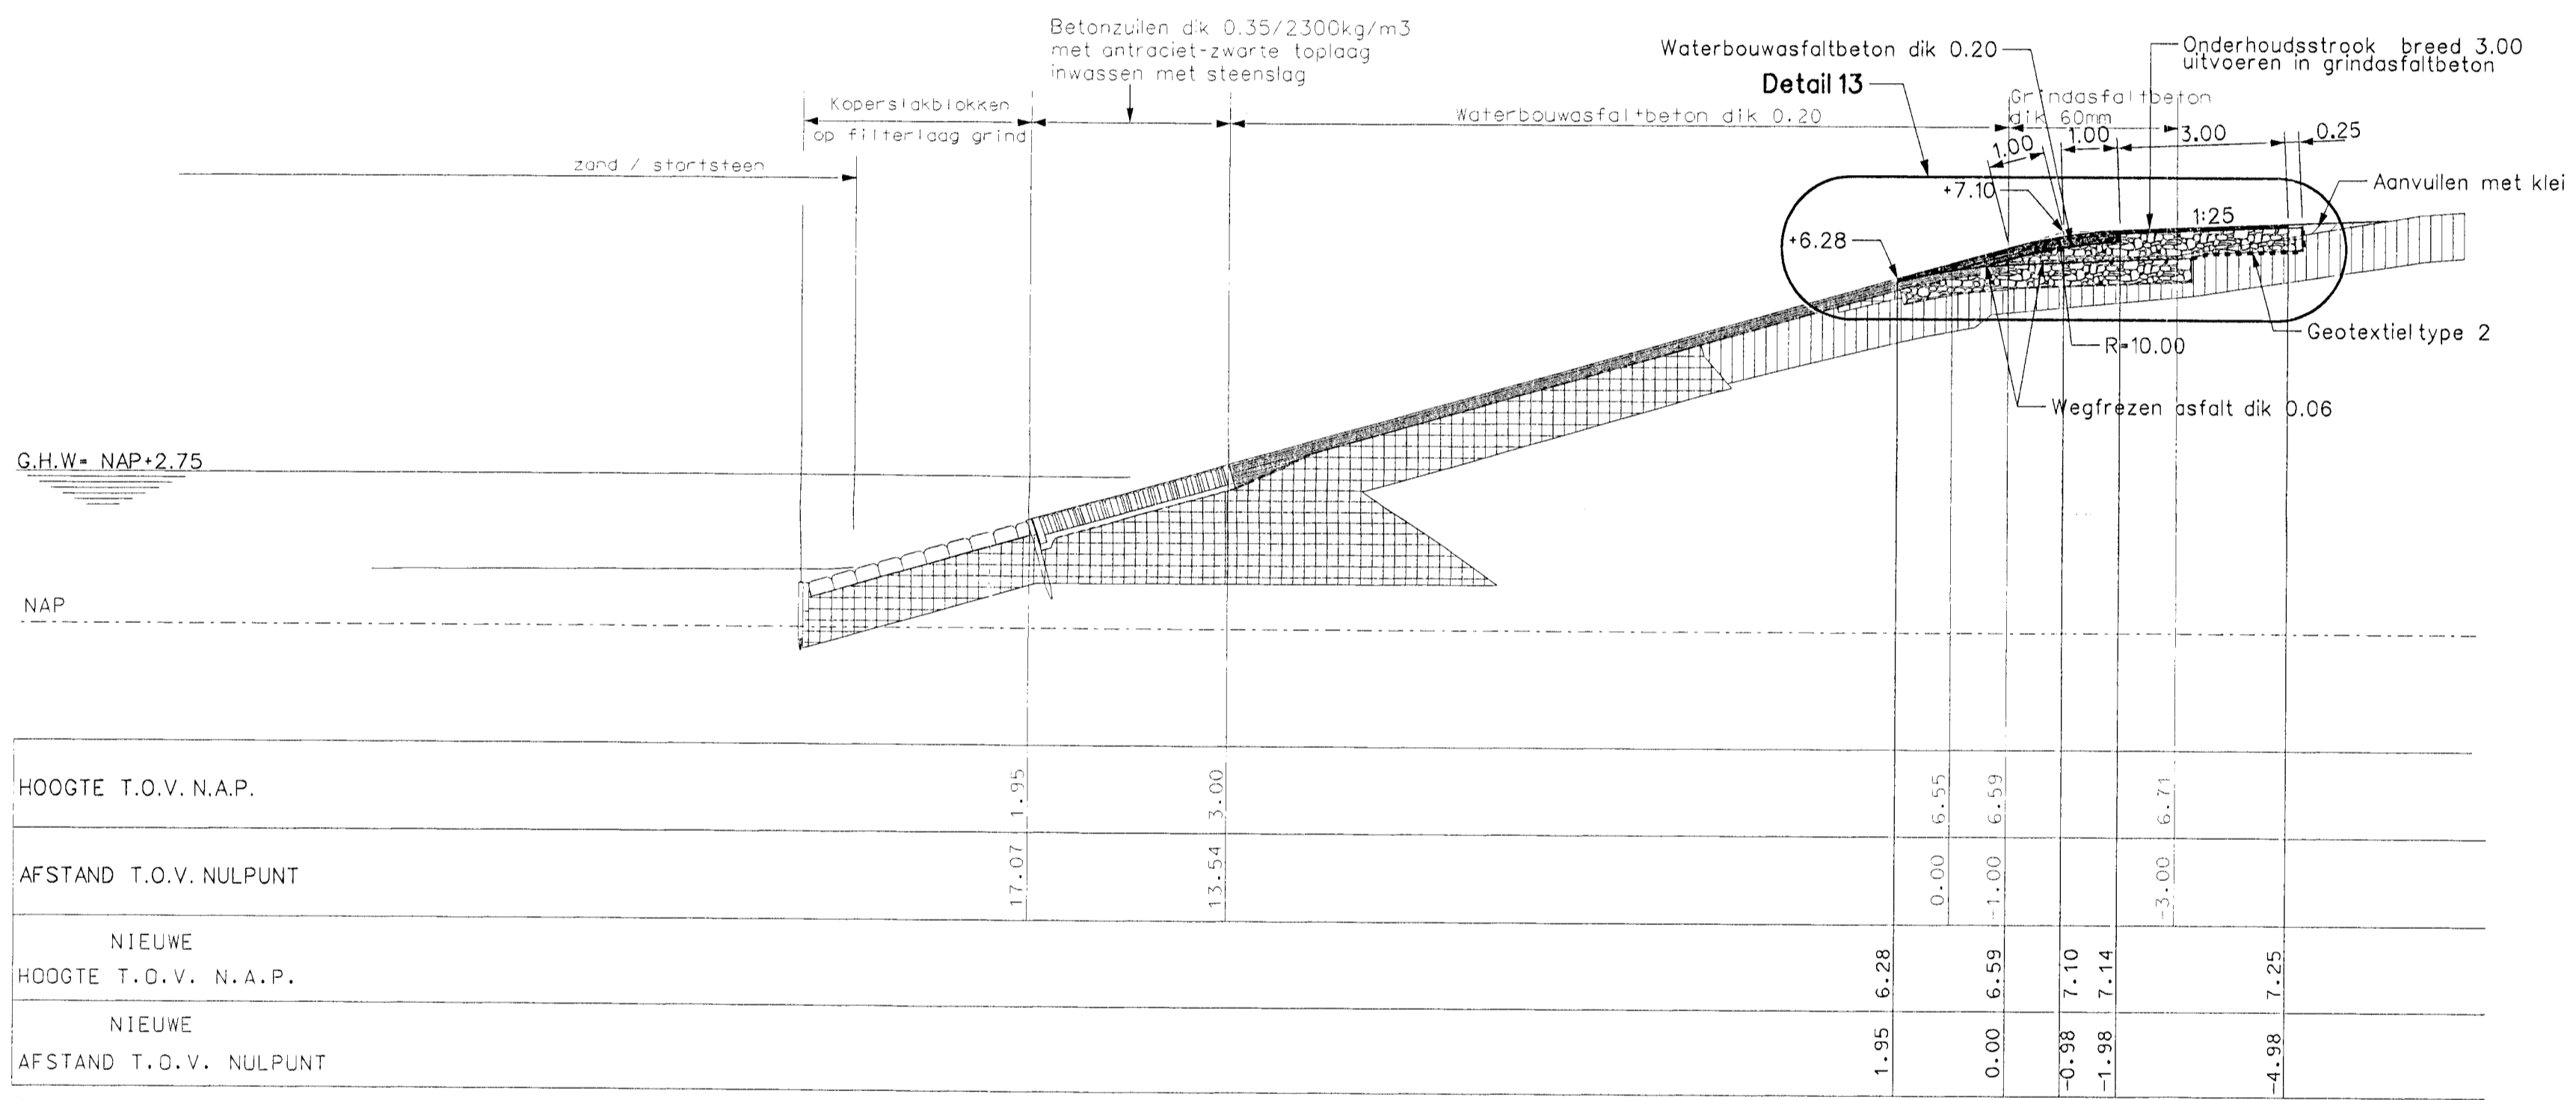 Betonzuilen dik 0.35/2300kg/m3
met antraciet-zwarte toplaag
inwassen met steenslag
Waterbouwasfaltbeton dik 0.20
Onderhoudsstrook breed 3.00
uitvoeren in grindasfaltbeton
Detail 13
Koperslakblokken
op filterlaag grind
Waterbouwasfaltbeton dik 0.20
Grindasfaltbeton
dik 60mm
1.00
1.00
3.00
0.25
zand / stortsteen
+7.10
Aanvullen met klei
1:25
+6.28
Geotextiel type 2
R=10.00
Wegfrezen asfalt dik 0.06
G.H.W= NAP+2.75
NAP
HOOGTE T.O.V. N.A.P.
1.95
3.00
6.55
6.59
6.71
AFSTAND T.O.V. NULPUNT
17.07
13.54
0.00
-1.00
-3.00
NIEUWE
HOOGTE T.O.V. N.A.P.
6.28
6.59
7.10
7.14
7.25
NIEUWE
AFSTAND T.O.V. NULPUNT
1.95
0.00
-0.98
-1.98
-4.98